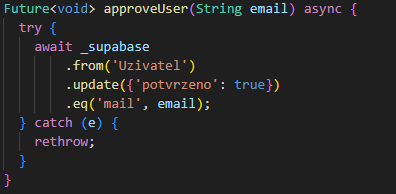 Future<void> approveUser(String email) async {
  try {
    await _supabase
        .from('Uzivatel')
        .update({'potvrzeno': true})
        .eq('mail', email);
  } catch (e) {
    rethrow;
  }
}